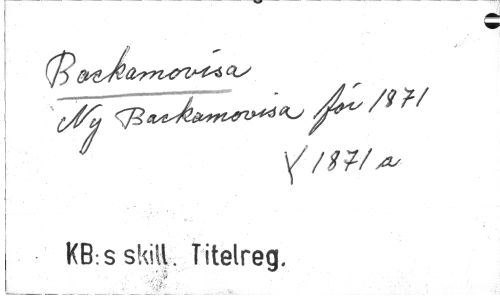 Backamovisa
Ny Backamovisa för 1871
Y 1871 a
KB:s skill. Titelreg.